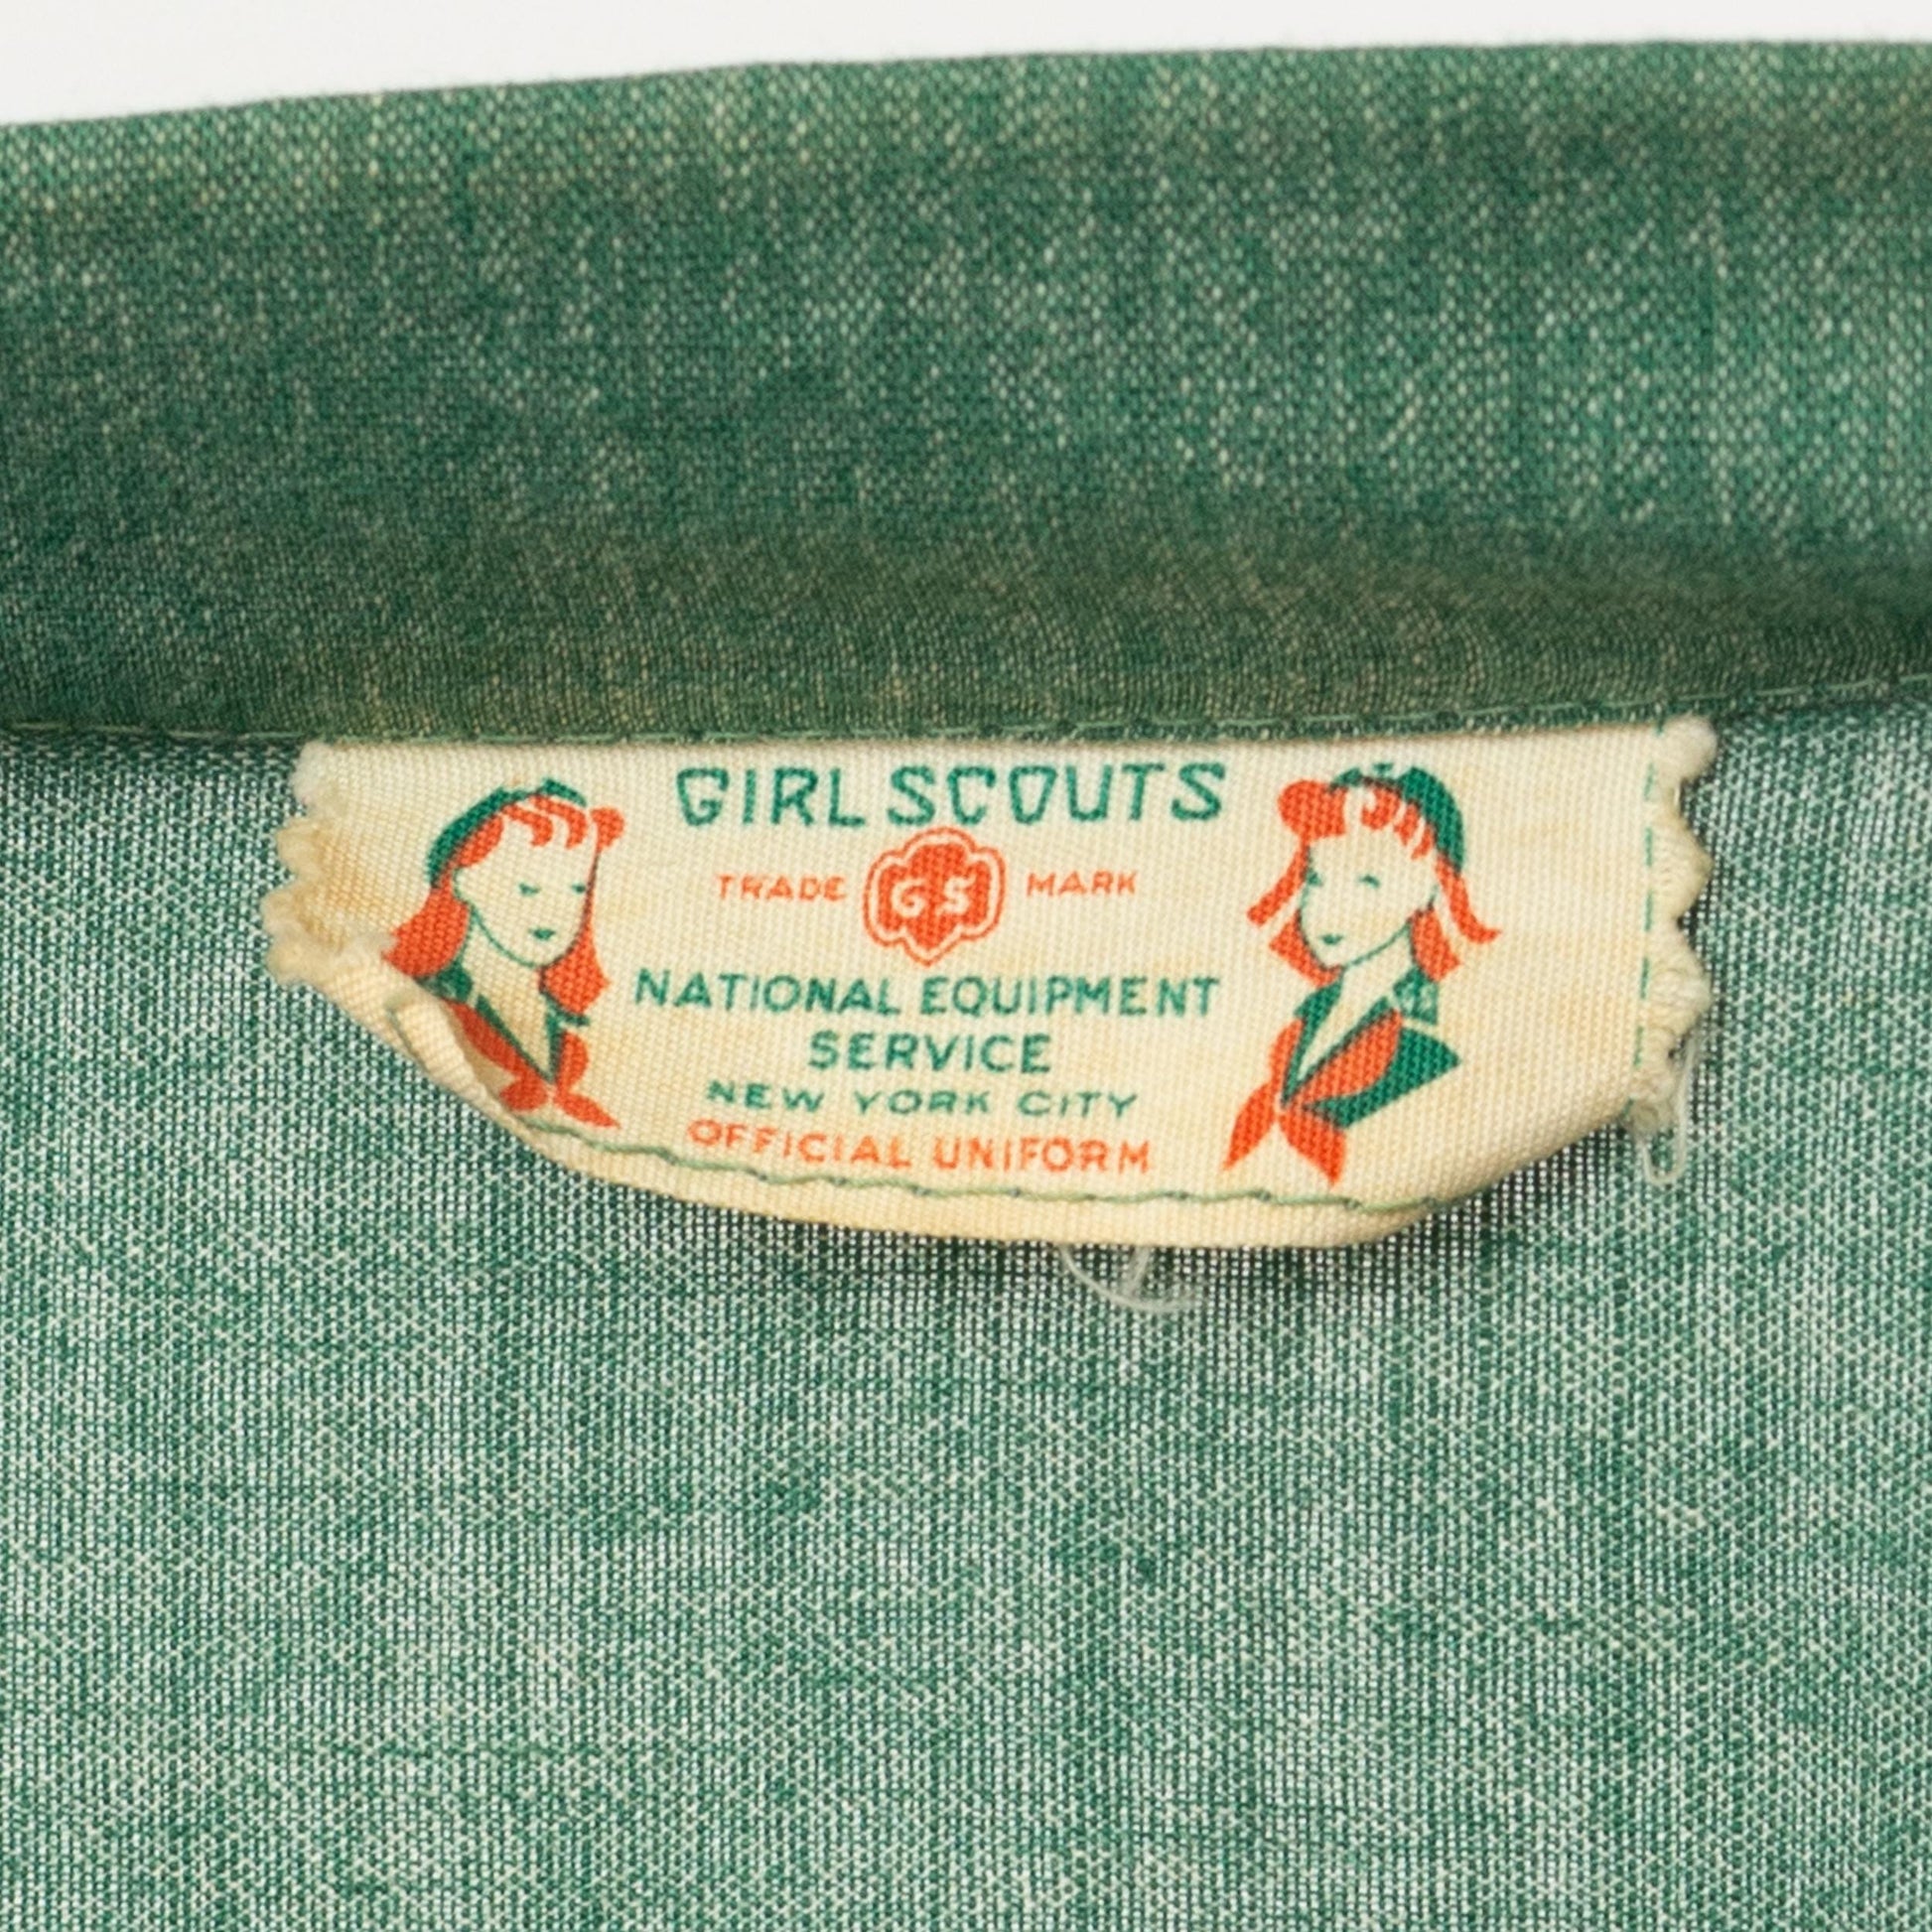 GIRL SCOUTS
TRADE GS MARK
NATIONAL EQUIPMENT
SERVICE
NEW YORK CITY
OFFICIAL UNIFORM